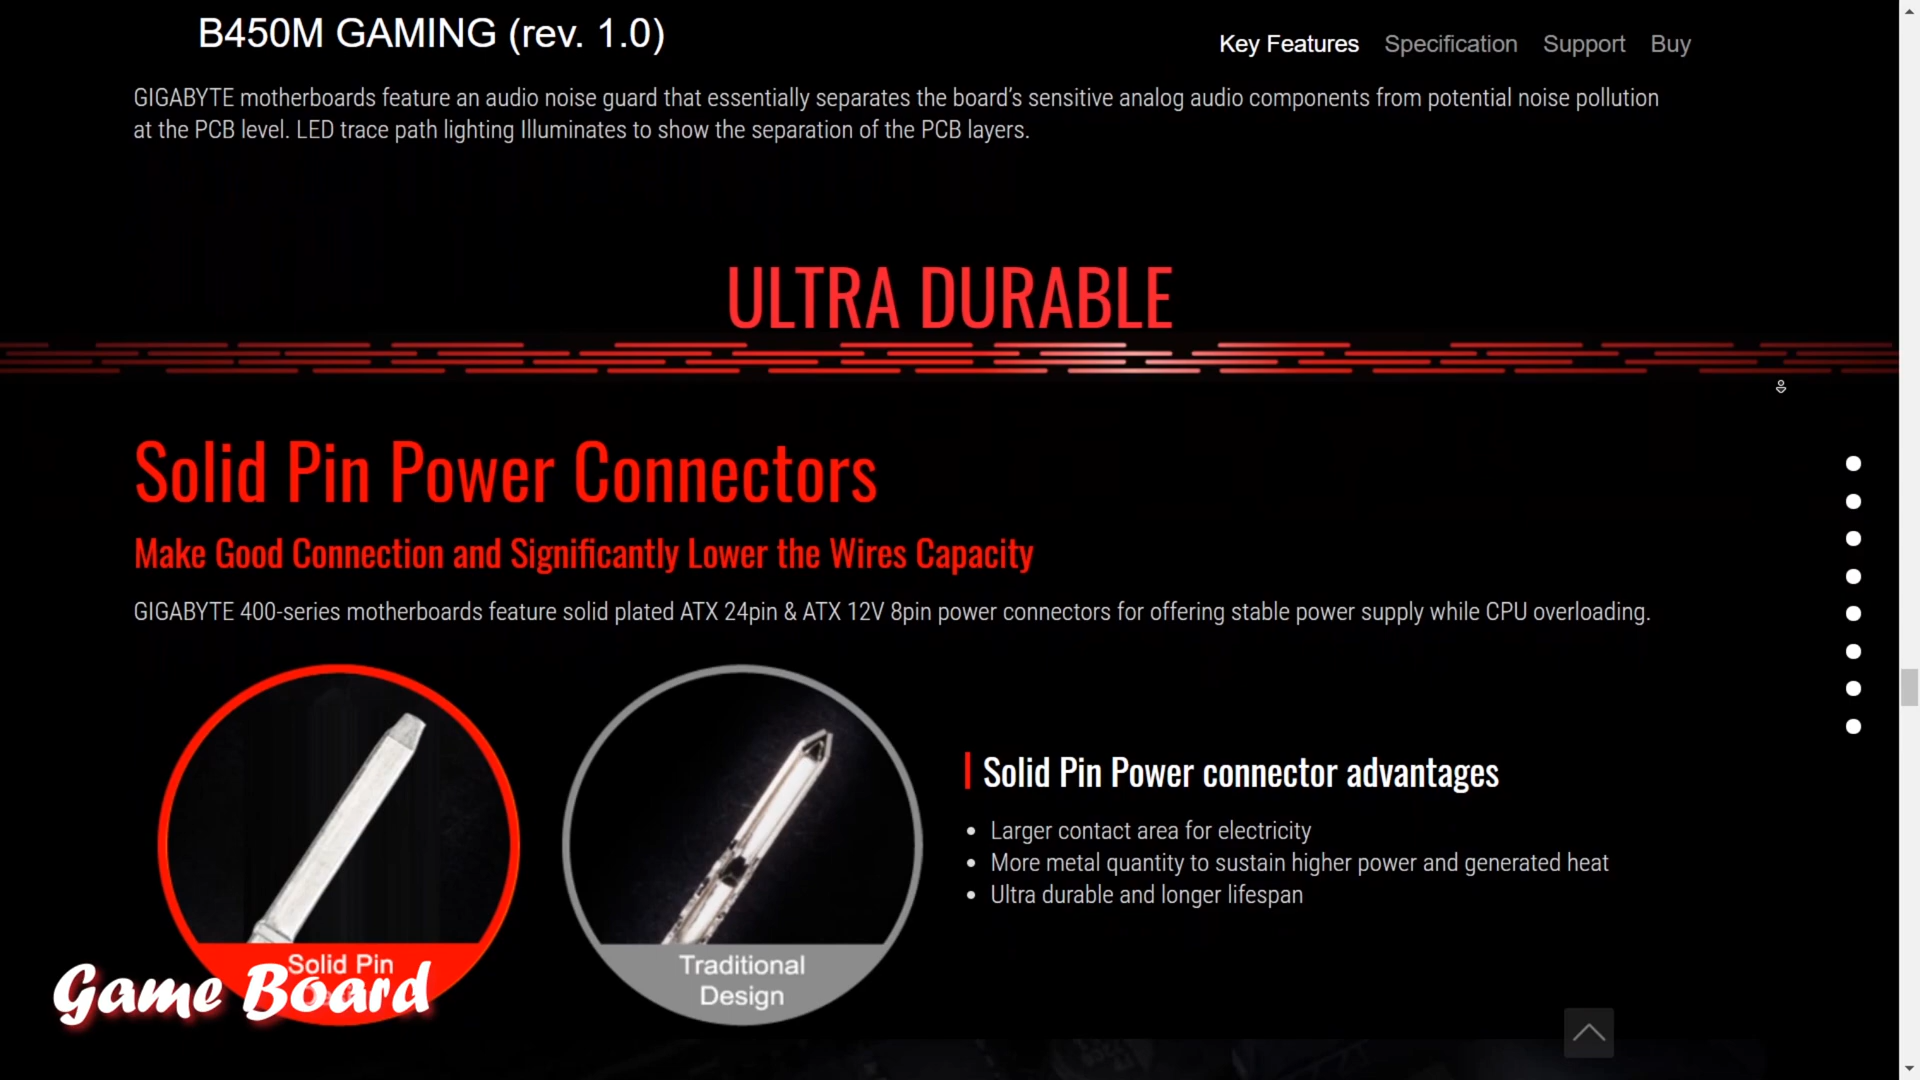 B450M GAMING (rev. 1.0)
Key Features Specification Support Buy
GIGABYTE motherboards feature an audio noise guard that essentially separates the board’s sensitive analog audio components from potential noise pollution
at the PCB level. LED trace path lighting Illuminates to show the separation of the PCB layers.
ULTRA DURABLE
Solid Pin Power Connectors
Make Good Connection and Significantly Lower the Wires Capacity
GIGABYTE 400-series motherboards feature solid plated ATX 24pin & ATX 12V 8pin power connectors for offering stable power supply while CPU overloading.
Solid Pin Power connector advantages
• Larger contact area for electricity
• More metal quantity to sustain higher power and generated heat
• Ultra durable and longer lifespan
Solid Pin
Traditional
Design
Game Board